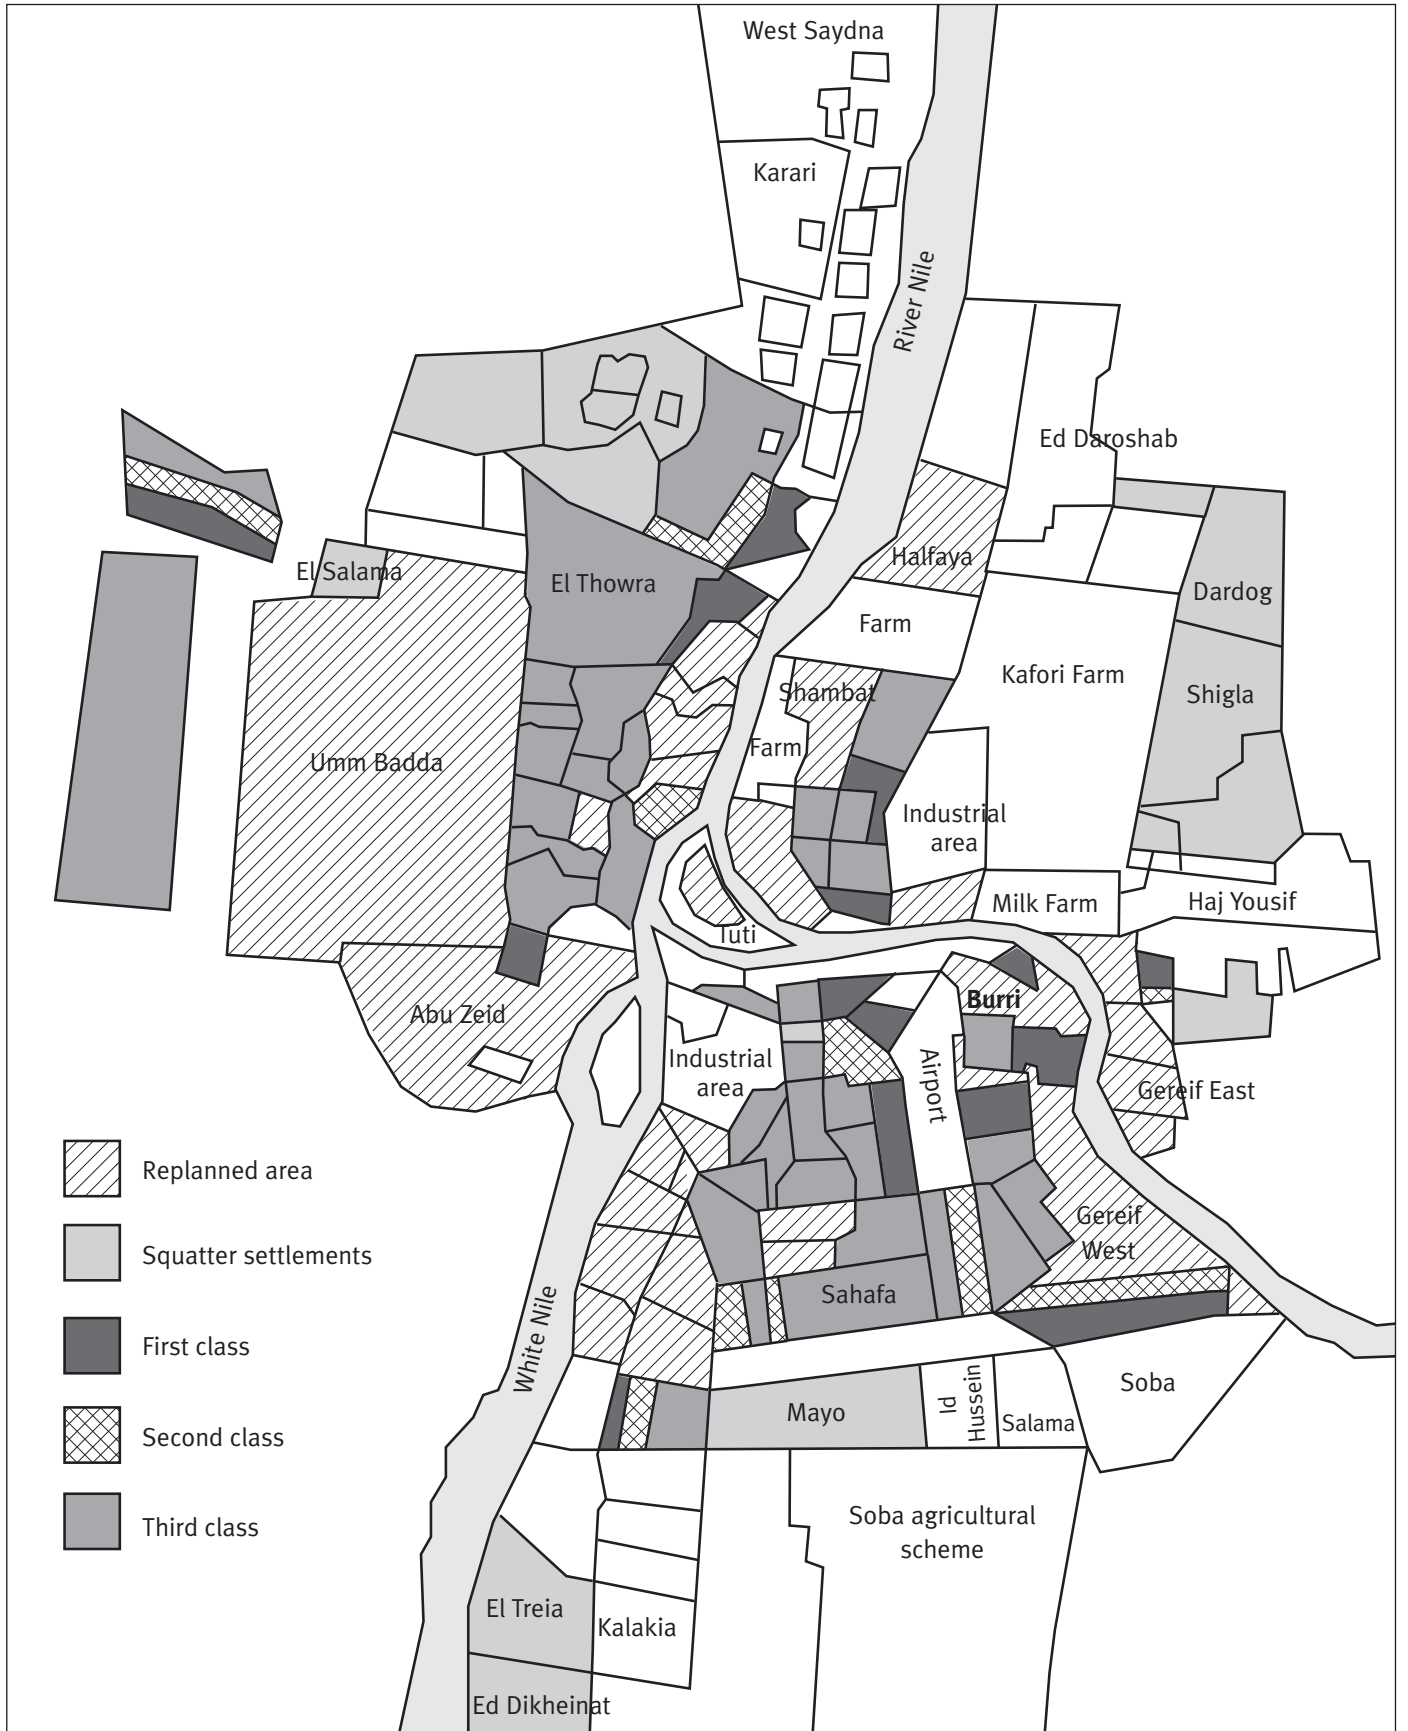 West Saydna
Karari
River Nile
Ed Daroshab
El Salama
El Thowra
Halfaya
Dardog
Farm
Kafori Farm
Shigla
Shambat
Umm Badda
Farm
Industrial
area
Milk Farm
Haj Yousif
Tuti
Abu Zeid
Burri
Industrial
area
Airport
Gereif East
Replanned area
Gereif
West
Squatter settlements
Sahafa
First class
White Nile
Soba
Mayo
Id
Hussein
Salama
Second class
Soba agricultural
scheme
Third class
El Treia
Kalakia
Ed Dikheinat